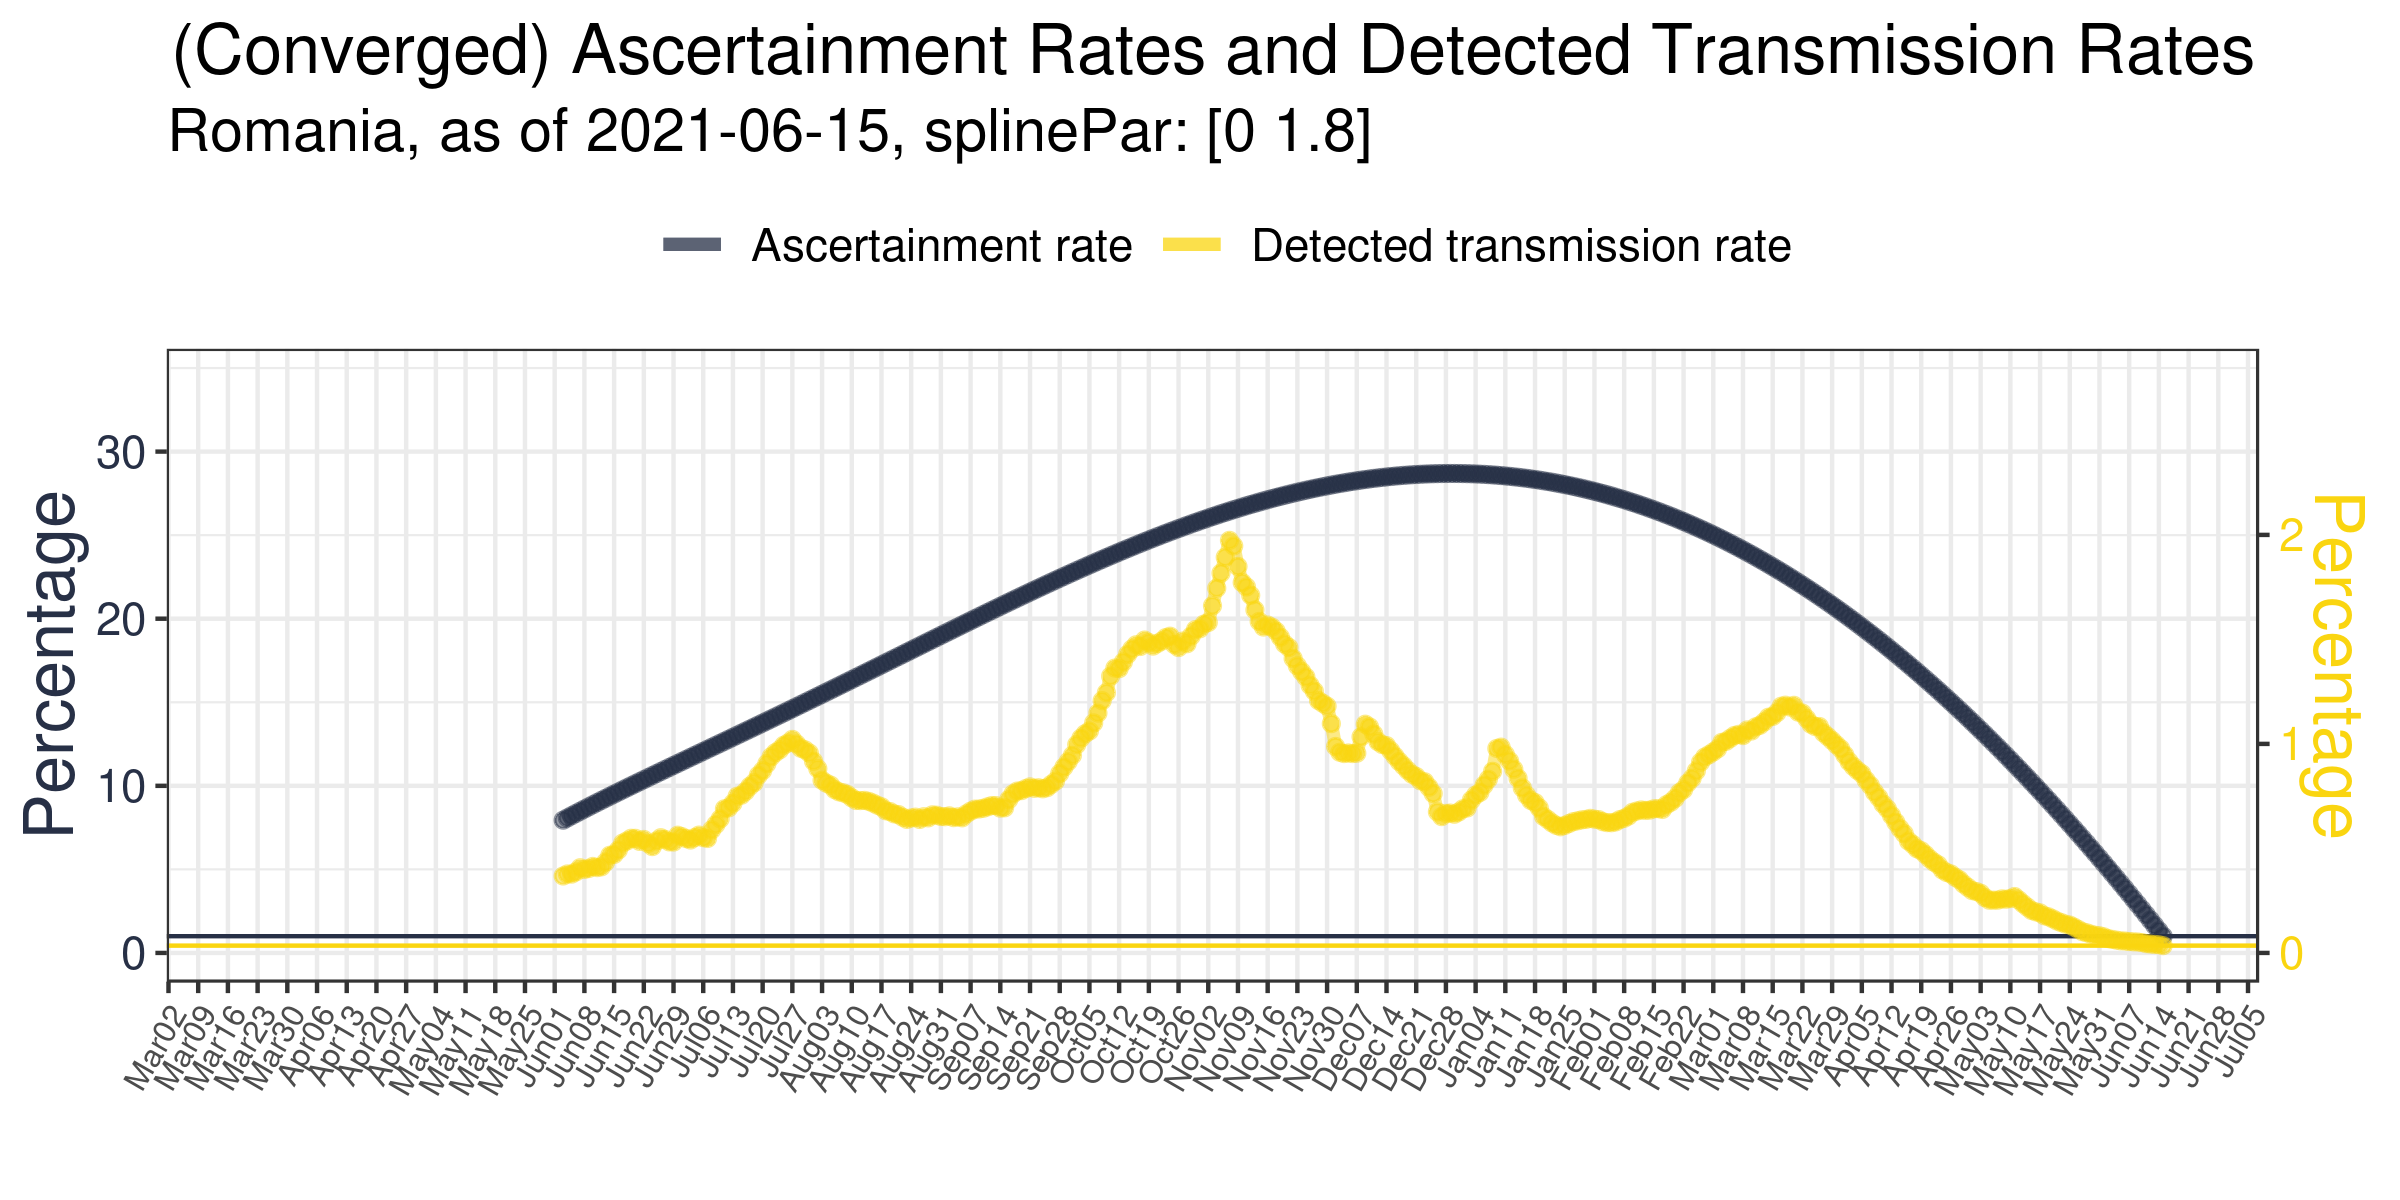 (Converged) Ascertainment Rates and Detected Transmission Rates
Romania, as of 2021-06-15, splinePar: [0 1.8]
Ascertainment rate
Detected transmission rate
Percentage
30
20
10
0
2
1
0
Percentage
Mar02
Mar09
Mar16
Mar23
Mar30
Apr06
Apr13
Apr20
Apr27
May04
May11
May18
May25
Jun01
Jun08
Jun15
Jun22
Jun29
Jul06
Jul13
Jul20
Jul27
Aug03
Aug10
Aug17
Aug24
Aug31
Sep07
Sep14
Sep21
Sep28
Oct05
Oct12
Oct19
Oct26
Nov02
Nov09
Nov16
Nov23
Nov30
Dec07
Dec14
Dec21
Dec28
Jan04
Jan11
Jan18
Jan25
Feb01
Feb08
Feb15
Feb22
Mar01
Mar08
Mar15
Mar22
Mar29
Apr05
Apr12
Apr19
Apr26
May03
May10
May17
May24
May31
Jun07
Jun14
Jun21
Jun28
Jul05